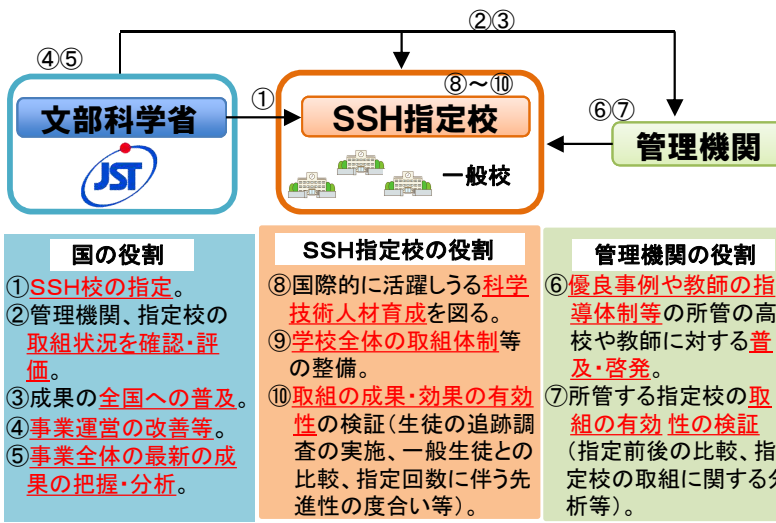 ②③
④⑤
①
⑧～⑩
⑥⑦
文部科学省
SSH指定校
管理機関
JST
一般校
国の役割
①SSH校の指定。
②管理機関、指定校の
取組状況を確認・評
価。
③成果の全国への普及。
④事業運営の改善等。
⑤事業全体の最新の成
果の把握・分析。
SSH指定校の役割
⑧国際的に活躍しうる科学
技術人材育成を図る。
⑨学校全体の取組体制等
の整備。
⑩取組の成果・効果の有効
性の検証（生徒の追跡調
査の実施、一般生徒との
比較、指定回数に伴う先
進性の度合い等）。
管理機関の役割
⑥優良事例や教師の指
導体制等の所管の高
校や教師に対する普
及・啓発。
⑦所管する指定校の取
組の有効 性の検証
（指定前後の比較、指
定校の取組に関する分
析等）。